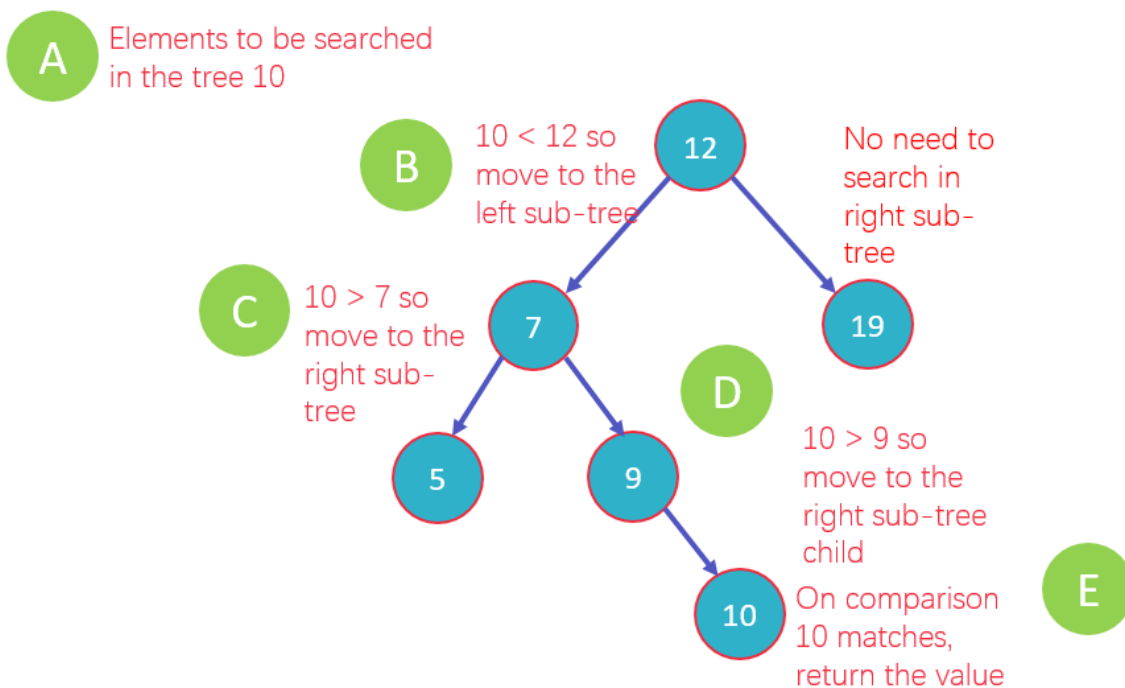 A
Elements to be searched
in the tree 10
B
10 < 12 so
move to the
left sub-tree
12
No need to
search in
right sub-
tree
C
10 > 7 so
move to the
right sub-
tree
7
19
D
5
9
10 > 9 so
move to the
right sub-tree
child
10
On comparison
10 matches,
return the value
E